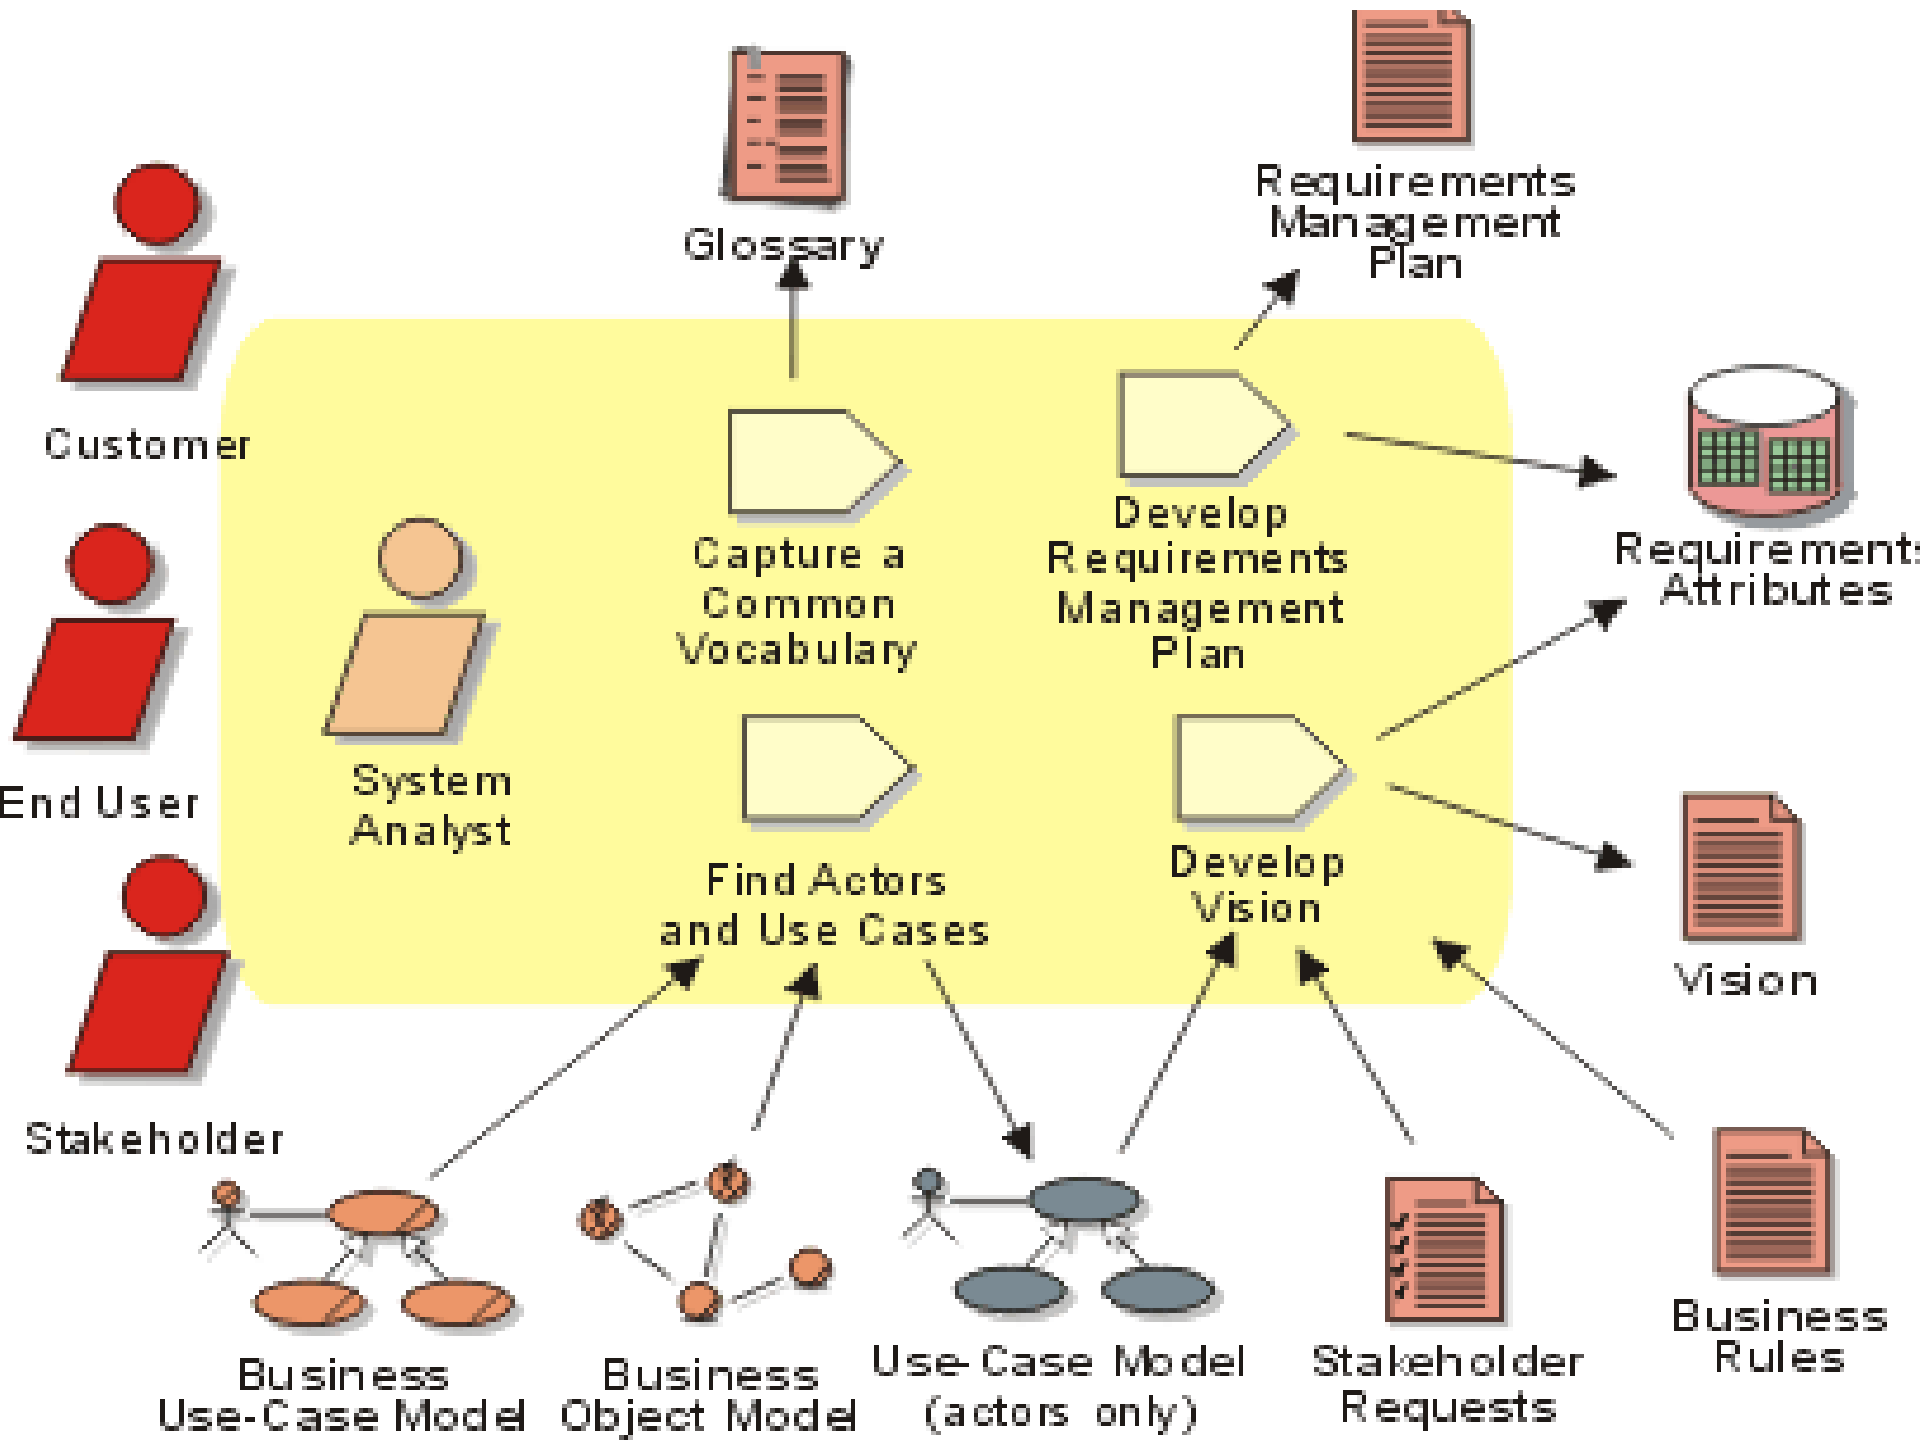 Glossary
Requirements
Management
Plan
Customer
Capture a
Common
Vocabulary
Develop
Requirements
Management
Plan
Requirements
Attributes
End User
System
Analyst
Find Actors
and Use Cases
Develop
Vision
Vision
Stakeholder
Business
Use-Case Model
Business
Object Model
Use-Case Model
(actors only)
Stakeholder
Requests
Business
Rules